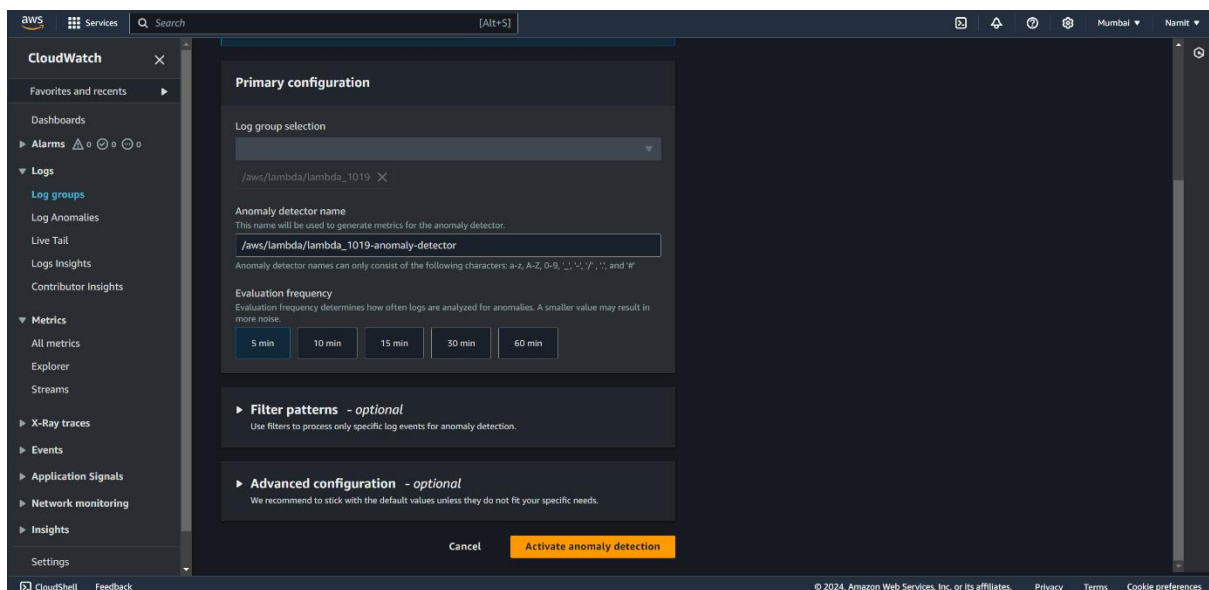 aws Services Search [Alt+S] Mumbai Namit
CloudWatch
Favorites and recents
Dashboards
Alarms 0 0 0
Logs
Log groups
Log Anomalies
Live Tail
Logs Insights
Contributor Insights
Metrics
All metrics
Explorer
Streams
X-Ray traces
Events
Application Signals
Network monitoring
Insights
Settings
Primary configuration
Log group selection
/aws/lambda/lambda_1019
Anomaly detector name
This name will be used to generate metrics for the anomaly detector.
/aws/lambda/lambda_1019-anomaly-detector
Anomaly detector names can only consist of the following characters: a-z, A-Z, 0-9, '_', '-', '/', '.', and '#'
Evaluation frequency
Evaluation frequency determines how often logs are analyzed for anomalies. A smaller value may result in
more noise.
5 min 10 min 15 min 30 min 60 min
Filter patterns - optional
Use filters to process only specific log events for anomaly detection.
Advanced configuration - optional
We recommend to stick with the default values unless they do not fit your specific needs.
Cancel Activate anomaly detection
CloudShell Feedback © 2024, Amazon Web Services, Inc. or its affiliates. Privacy Terms Cookie preferences